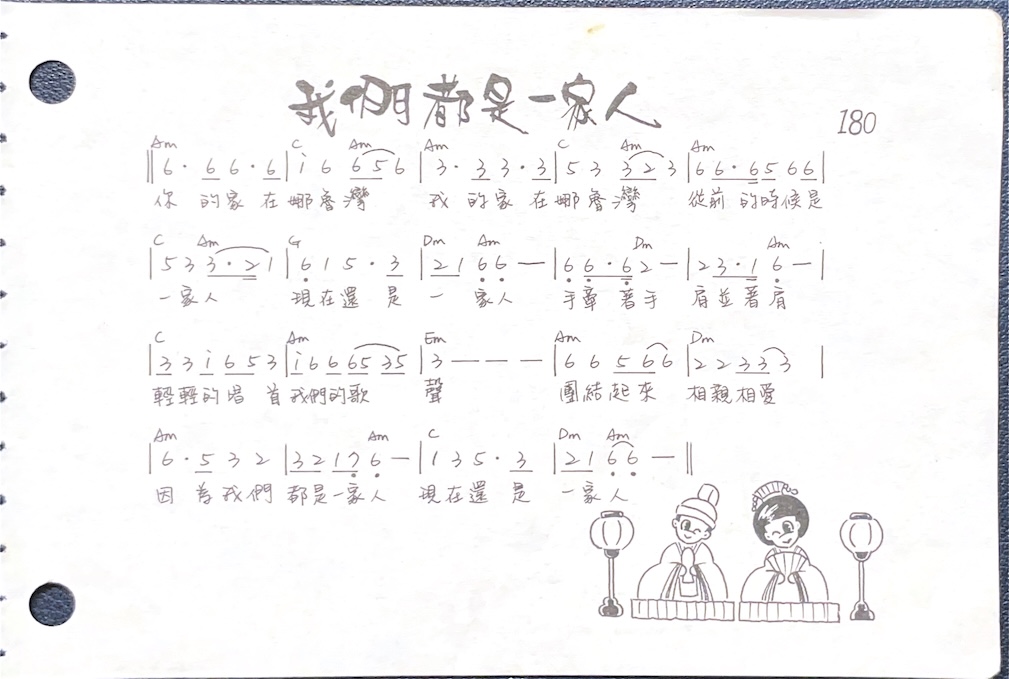 我們都是一家人
180
Am C Am Am C Am Am
‖6· 6 6·6|i 6 6 5 6|3· 3 3·3|5 3 3 2 3|6 6·6 5 6 6|
你 的家 在 哪魯灣 我 的家 在 哪魯灣 從前 的時候是
C Am G Dm Am Dm Am
|5 3 3·2 1|6 1 5·3|2 1 6 6 —|6 6·6 2 —|2 3·1 6 —|
一家人 現在還 是 一 家人 手牽 著手 肩並著肩
C Am Em Am Dm
|3 3 i 6 5 3|i 6 6 6 5 3 5|3 — — —|6 6 5 6 6|2 2 3 3 3 |
輕輕的唱 首我們的歌 聲 團結起來 相親相愛
Am Am C Dm Am
|6·5 3 2|3 2 1 7 6 —|1 3 5·3|2 1 6 6 —‖
因 為我們 都是一家人 現在還 是 一家人